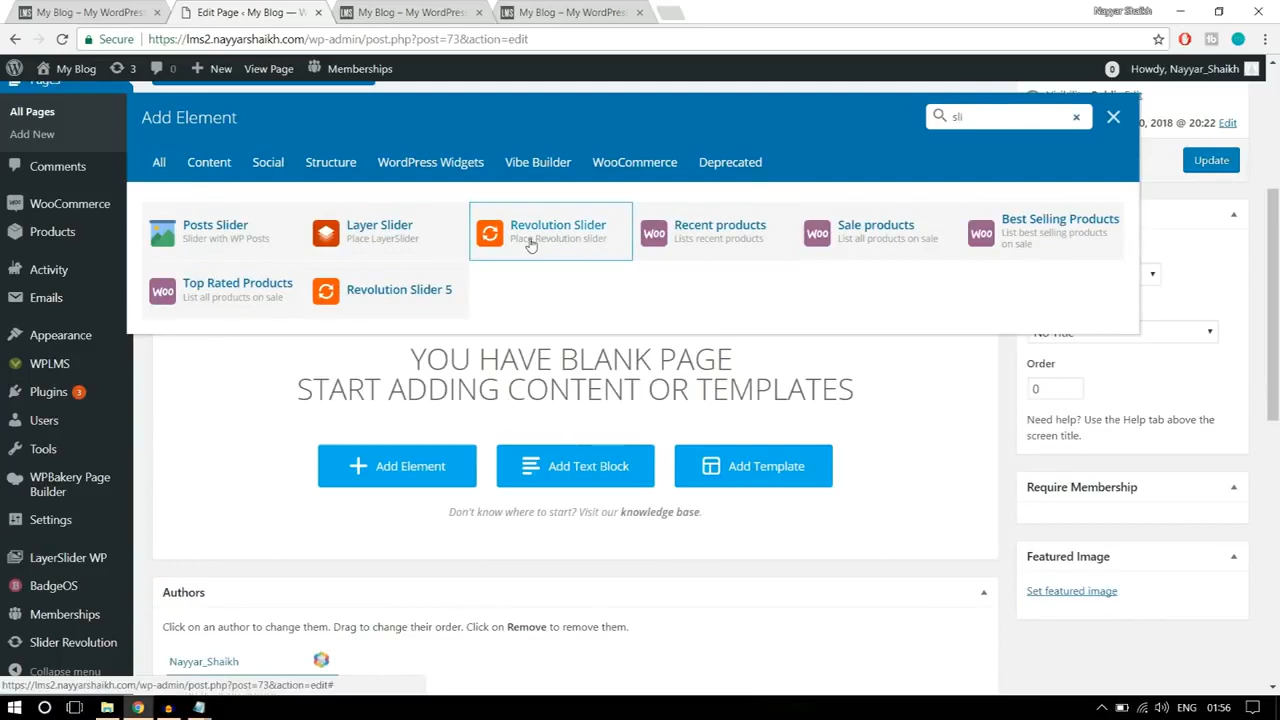 My Blog – My WordPress
Edit Page ‹ My Blog — W
My Blog – My WordPress
My Blog – My WordPress
Nayyar Shaikh
Secure
https://lms2.nayyarshaikh.com/wp-admin/post.php?post=73&action=edit
My Blog
3
0
New
View Page
Memberships
0
Howdy, Nayyar_Shaikh
Pages
All Pages
Add New
Comments
WooCommerce
Products
Activity
Emails
Appearance
WPLMS
Plugins 3
Users
Tools
WPBakery Page
Builder
Settings
LayerSlider WP
BadgeOS
Memberships
Slider Revolution
Collapse menu
Add Element
sli
All
Content
Social
Structure
WordPress Widgets
Vibe Builder
WooCommerce
Deprecated
Posts Slider
Slider with WP Posts
Layer Slider
Place LayerSlider
Revolution Slider
Place Revolution slider
Recent products
Lists recent products
Sale products
List all products on sale
Best Selling Products
List best selling products
on sale
Top Rated Products
List all products on sale
Revolution Slider 5
YOU HAVE BLANK PAGE
START ADDING CONTENT OR TEMPLATES
Add Element
Add Text Block
Add Template
Don't know where to start? Visit our knowledge base.
Authors
Click on an author to change them. Drag to change their order. Click on Remove to remove them.
Nayyar_Shaikh
Visibility: Public Edit
0, 2018 @ 20:22 Edit
Update
No Title
Order
0
Need help? Use the Help tab above the
screen title.
Require Membership
Featured Image
Set featured image
https://lms2.nayyarshaikh.com/wp-admin/post.php?post=73&action=edit#
ENG
01:56